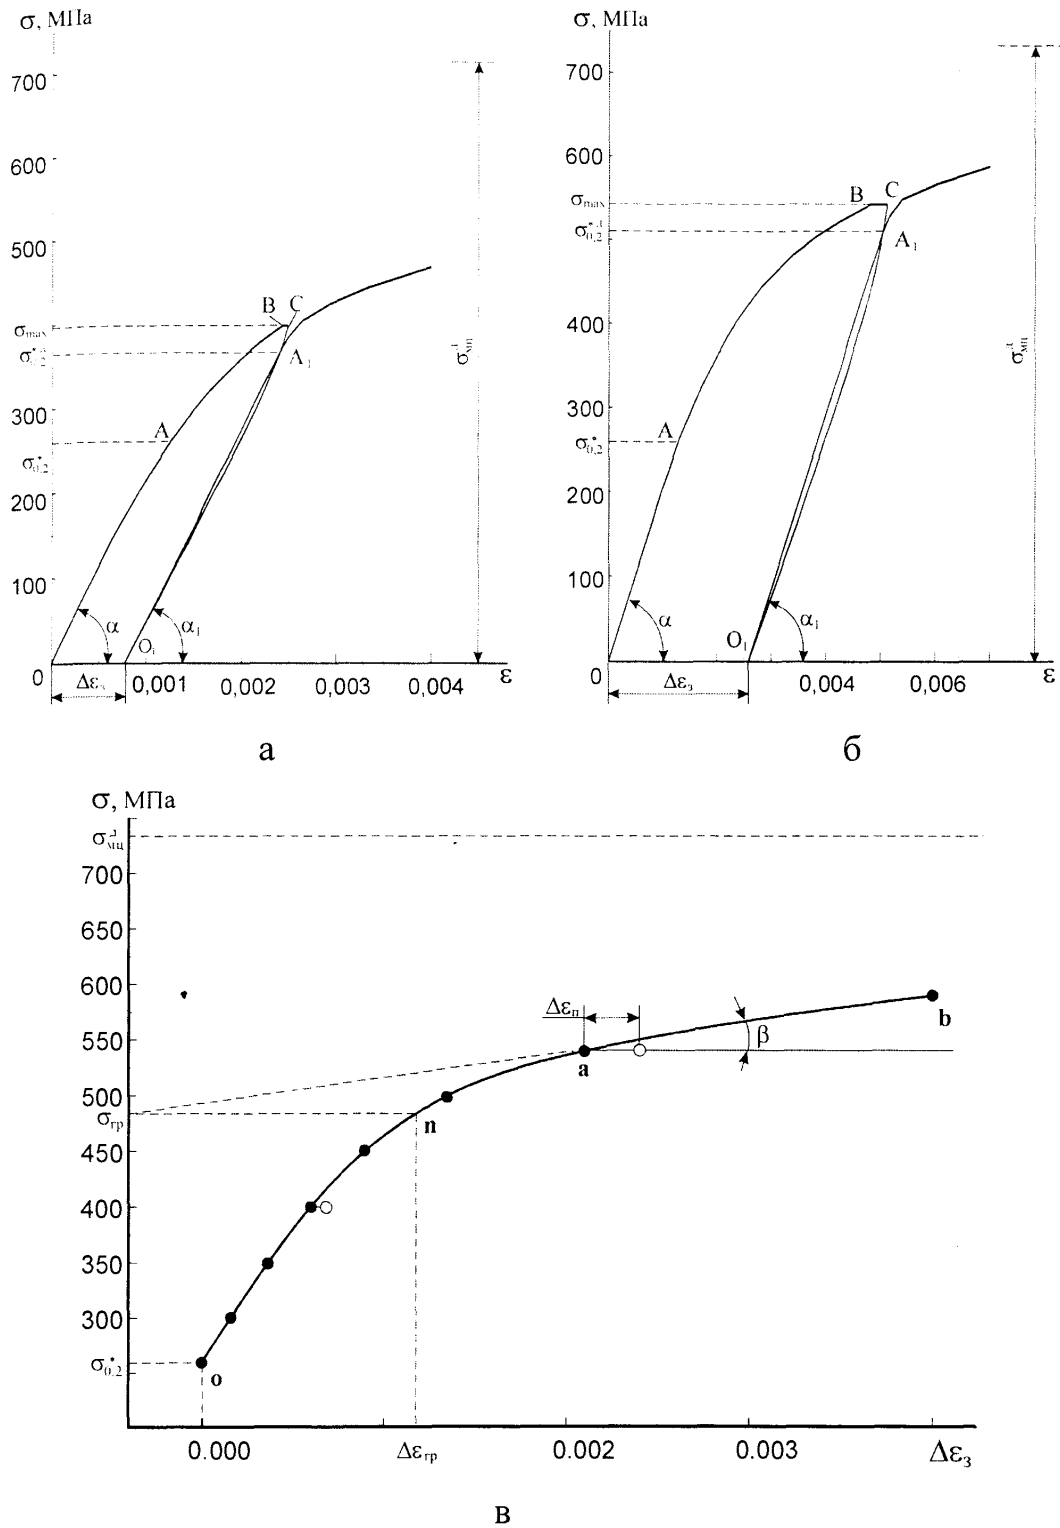 σ, МПа
700
600
500
B C
σmax
σ*¹0,2
A1
σ¹мц
300
A
σ*0,2
200
100
α
α1
O1
0
Δεз
0,001
0,002
0,003
0,004
ε
а
σ, МПа
700
600
B C
σmax
σ*¹0,2
A1
400
σ¹мц
300
A
σ*0,2
200
100
α
α1
O1
0
Δεз
0,004
0,006
ε
б
σ, МПа
σ¹мц
700
650
600
Δεп
b
550
β
a
500
σгр
n
450
400
350
300
σ*0,2
o
0.000
Δεгр
0.002
0.003
Δεз
в